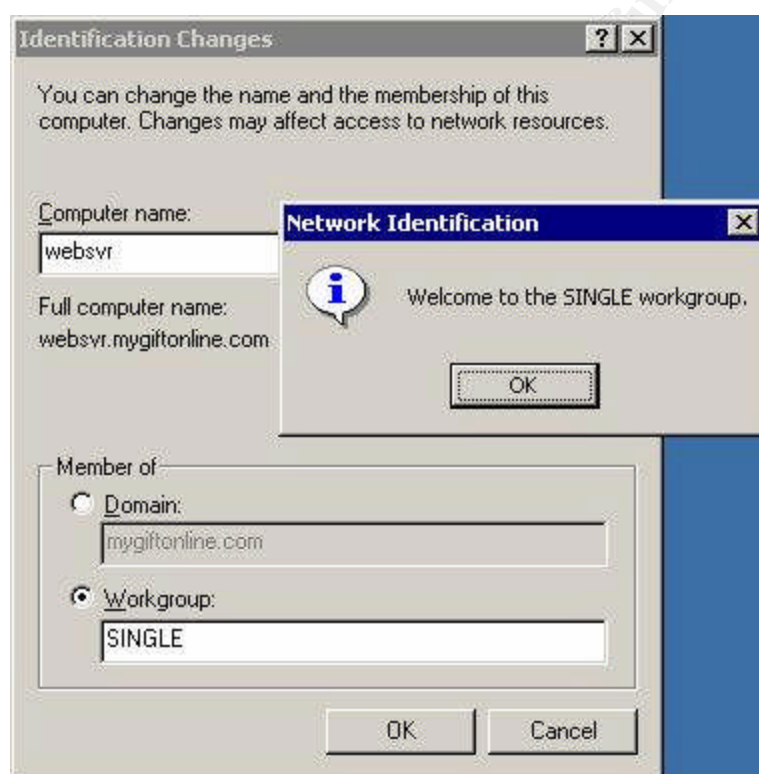 Identification Changes
You can change the name and the membership of this
computer. Changes may affect access to network resources.
Computer name:
websvr
Full computer name:
websvr.mygiftonline.com
Network Identification
Welcome to the SINGLE workgroup.
OK
Member of
Domain:
mygiftonline.com
Workgroup:
SINGLE
OK
Cancel